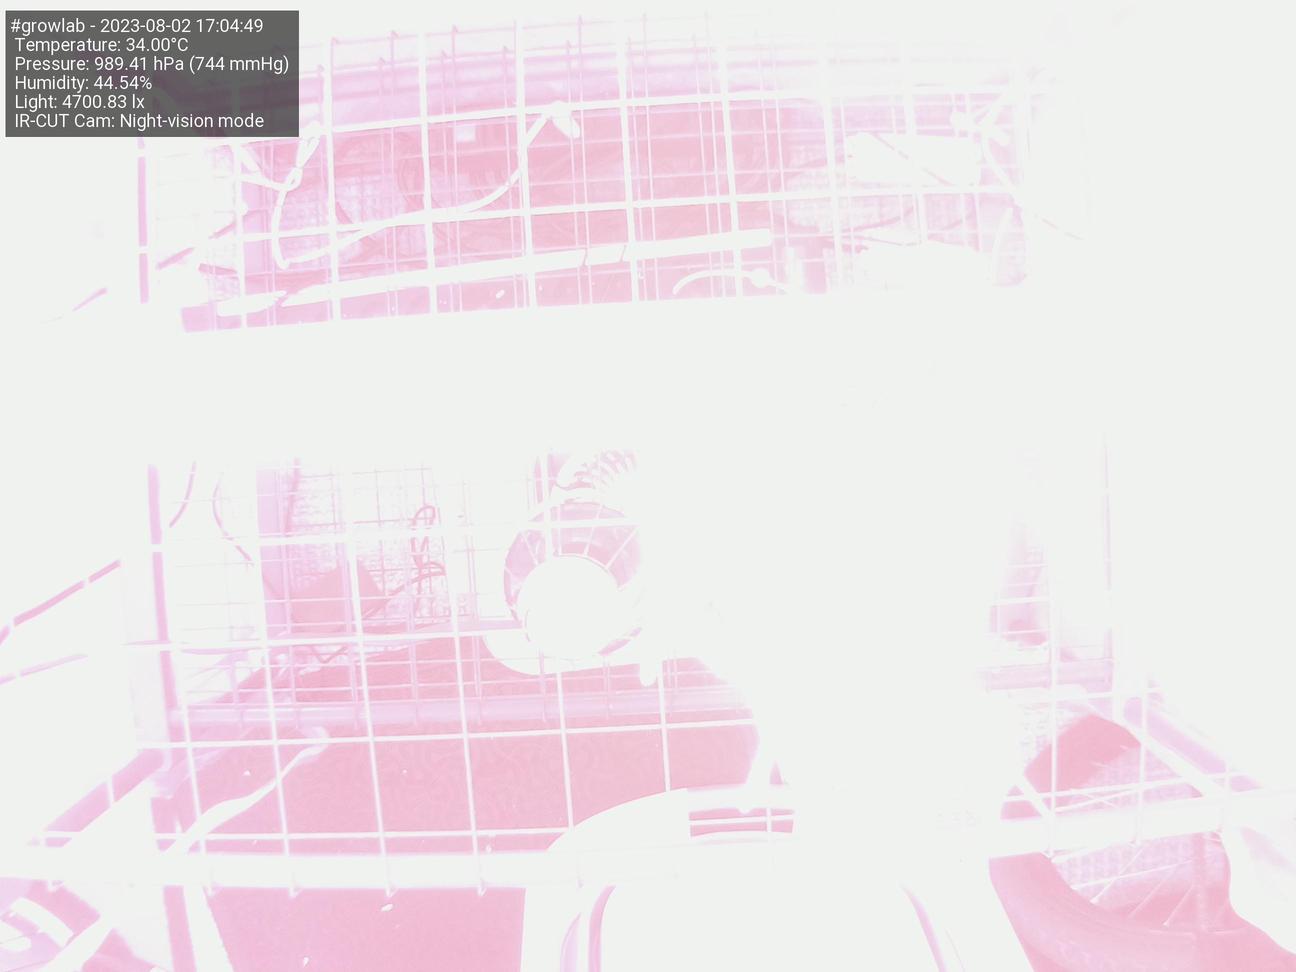 #growlab - 2023-08-02 17:04:49
Temperature: 34.00°C
Pressure: 989.41 hPa (744 mmHg)
Humidity: 44.54%
Light: 4700.83 lx
IR-CUT Cam: Night-vision mode